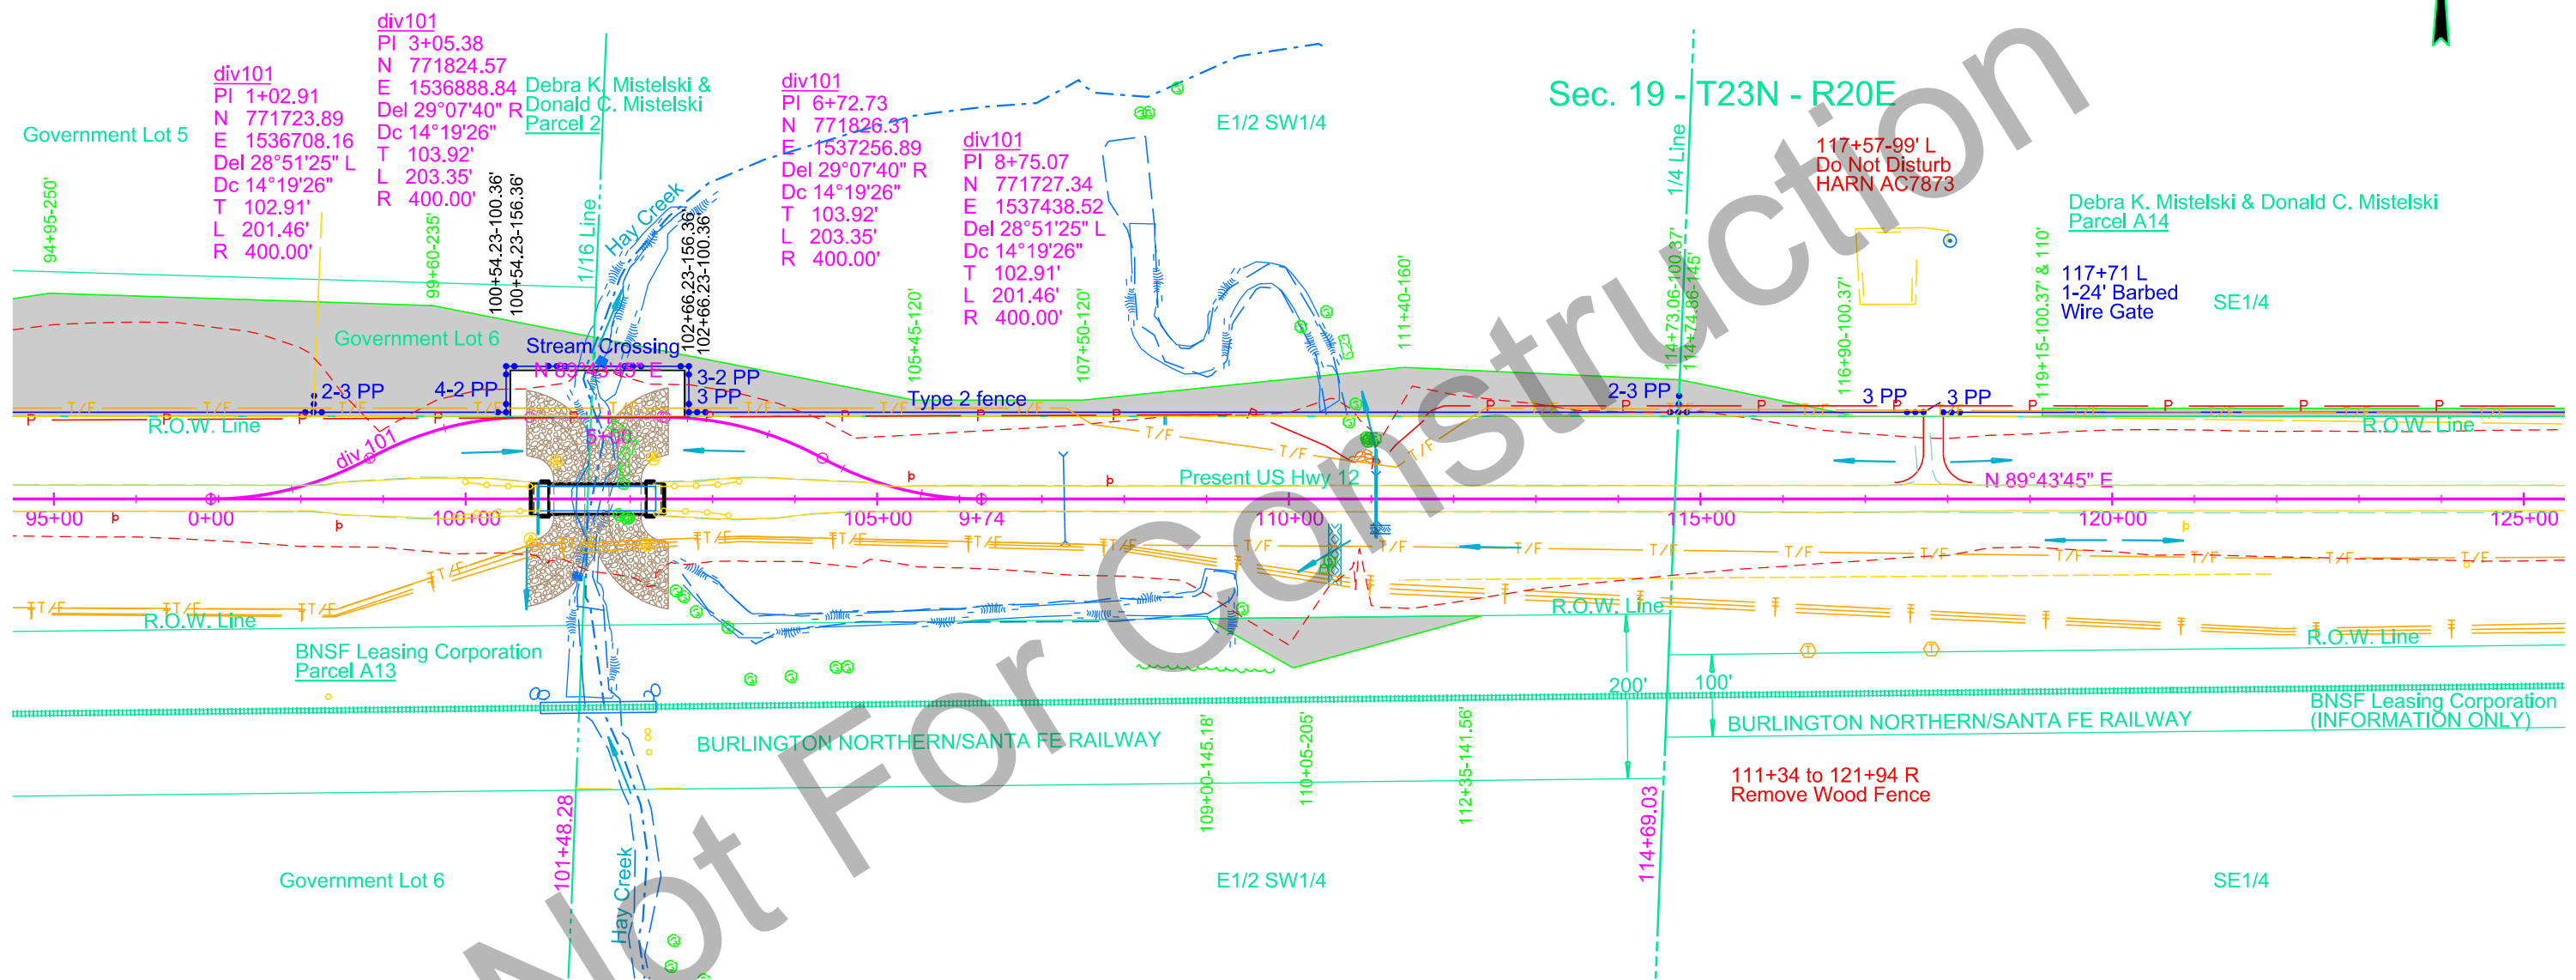 div101
PI 1+02.91
N 771723.89
E 1536708.16
Del 28°51'25" L
Dc 14°19'26"
T 102.91'
L 201.46'
R 400.00'
div101
PI 3+05.38
N 771824.57
E 1536888.84
Del 29°07'40" R
Dc 14°19'26"
T 103.92'
L 203.35'
R 400.00'
Debra K. Mistelski &
Donald C. Mistelski
Parcel 2
div101
PI 6+72.73
N 771826.31
E 1537256.89
Del 29°07'40" R
Dc 14°19'26"
T 103.92'
L 203.35'
R 400.00'
div101
PI 8+75.07
N 771727.34
E 1537438.52
Del 28°51'25" L
Dc 14°19'26"
T 102.91'
L 201.46'
R 400.00'
Sec. 19 - T23N - R20E
Government Lot 5
E1/2 SW1/4
1/4 Line
1/16 Line
Hay Creek
117+57-99' L
Do Not Disturb
HARN AC7873
Debra K. Mistelski & Donald C. Mistelski
Parcel A14
117+71 L
1-24' Barbed
Wire Gate
SE1/4
94+95-250'
99+60-235'
100+54.23-100.36'
100+54.23-156.36'
102+66.23-156.36'
102+66.23-100.36'
105+45-120'
107+50-120'
111+40-160'
114+73.06-100.37'
114+74.86-145'
116+90-100.37'
119+15-100.37' & 110'
Government Lot 6
Stream Crossing
N 89°43'45" E
2-3 PP
4-2 PP
3-2 PP
3 PP
Type 2 fence
2-3 PP
3 PP
3 PP
T/F T/F T/F T/F T/F T/F T/F T/F
P P P P P P P P P P P P P P P P P P
R.O.W. Line
R.O.W. Line
div 101
5+00
Present US Hwy 12
N 89°43'45" E
95+00
0+00
100+00
105+00
9+74
110+00
115+00
120+00
125+00
T/F T/F T/F T/F T/F T/F T/F T/F T/F T/F T/F T/F T/F T/F T/F
R.O.W. Line
R.O.W. Line
R.O.W. Line
BNSF Leasing Corporation
Parcel A13
200'
100'
BNSF Leasing Corporation
(INFORMATION ONLY)
BURLINGTON NORTHERN/SANTA FE RAILWAY
BURLINGTON NORTHERN/SANTA FE RAILWAY
109+00-145.18'
110+05-205'
112+35-141.56'
111+34 to 121+94 R
Remove Wood Fence
101+48.28
114+69.03
Hay Creek
Government Lot 6
E1/2 SW1/4
SE1/4
Not For Construction